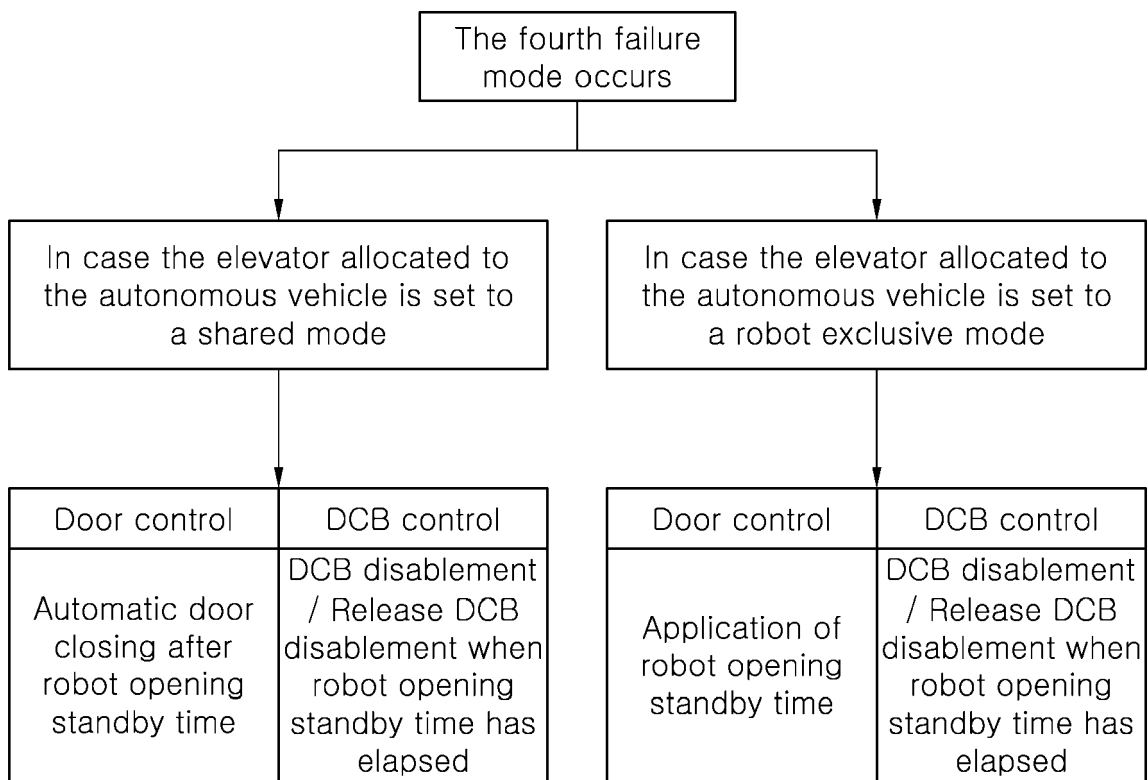 The fourth failure
mode occurs
In case the elevator allocated to
the autonomous vehicle is set to
a shared mode
In case the elevator allocated to
the autonomous vehicle is set to
a robot exclusive mode
Door control
DCB control
Automatic door
closing after
robot opening
standby time
DCB disablement
/ Release DCB
disablement when
robot opening
standby time has
elapsed
Door control
DCB control
Application of
robot opening
standby time
DCB disablement
/ Release DCB
disablement when
robot opening
standby time has
elapsed